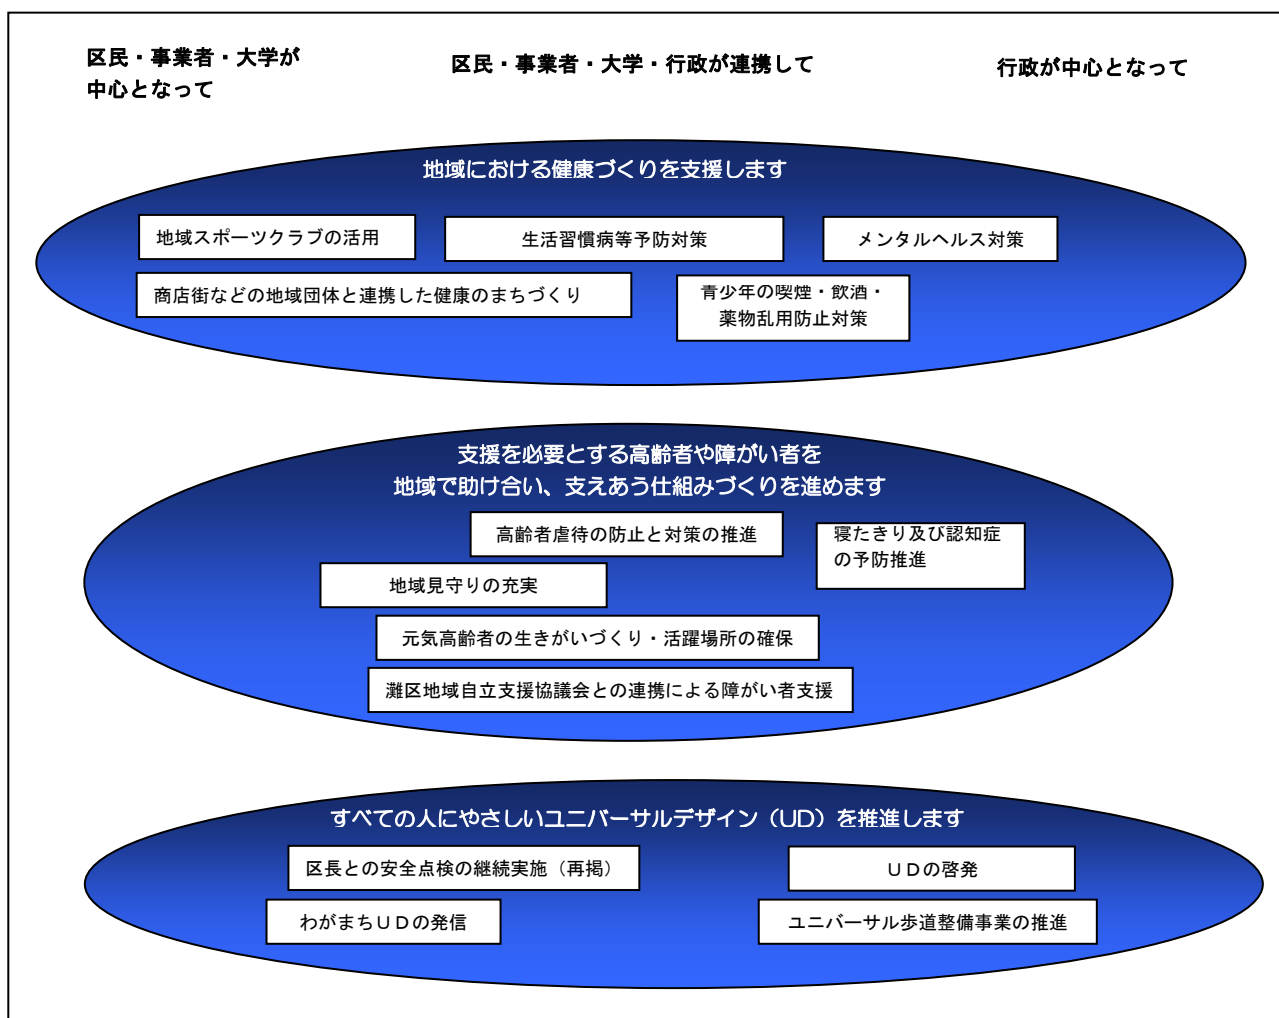 区民・事業者・大学が
中心となって
区民・事業者・大学・行政が連携して
行政が中心となって
地域における健康づくりを支援します
地域スポーツクラブの活用
生活習慣病等予防対策
メンタルヘルス対策
商店街などの地域団体と連携した健康のまちづくり
青少年の喫煙・飲酒・
薬物乱用防止対策
支援を必要とする高齢者や障がい者を
地域で助け合い、支えあう仕組みづくりを進めます
高齢者虐待の防止と対策の推進
寝たきり及び認知症
の予防推進
地域見守りの充実
元気高齢者の生きがいづくり・活躍場所の確保
灘区地域自立支援協議会との連携による障がい者支援
すべての人にやさしいユニバーサルデザイン（UD）を推進します
区長との安全点検の継続実施（再掲）
ＵＤの啓発
わがまちＵＤの発信
ユニバーサル歩道整備事業の推進